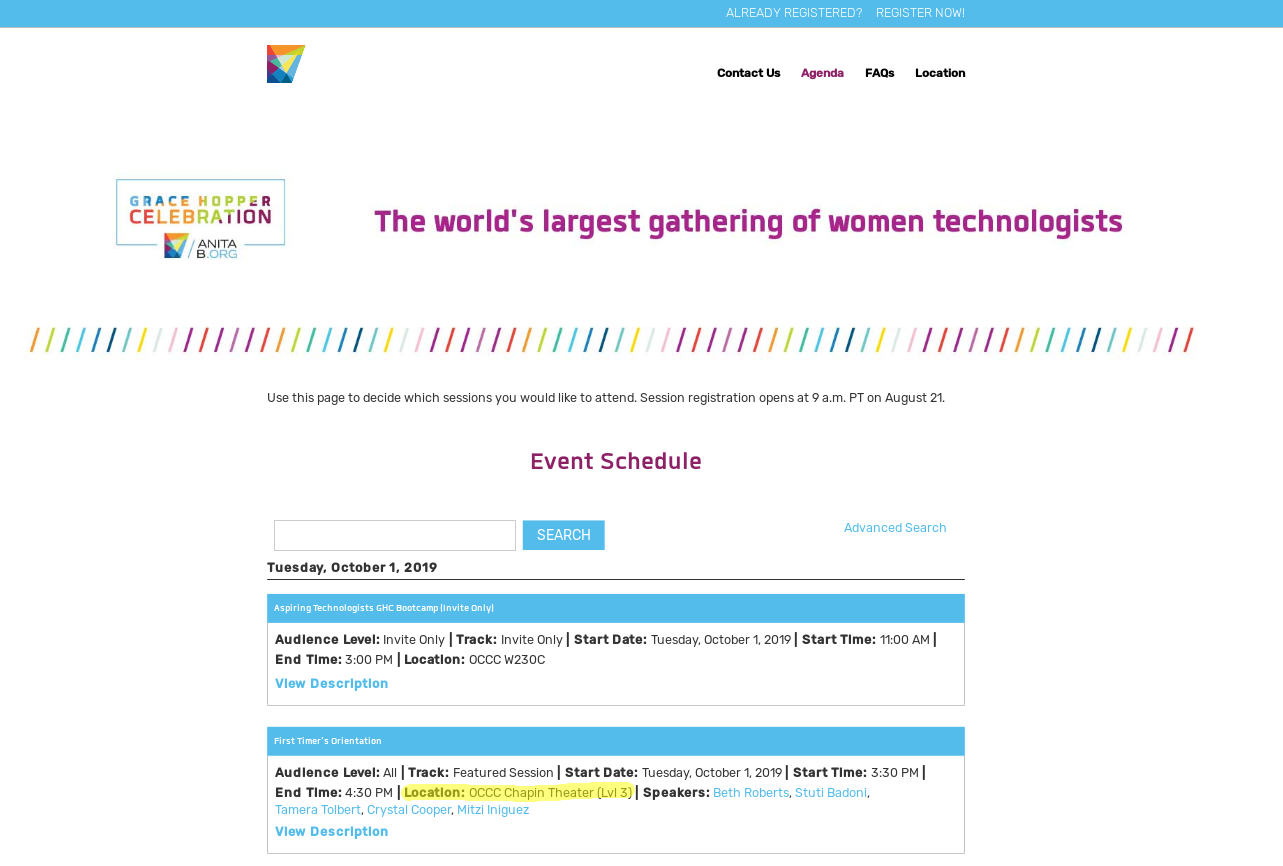 ALREADY REGISTERED? REGISTER NOW!
Contact Us Agenda FAQs Location
GRACE HOPPER
CELEBRATION
ANITA
B.ORG
The world's largest gathering of women technologists
Use this page to decide which sessions you would like to attend. Session registration opens at 9 a.m. PT on August 21.
Event Schedule
SEARCH Advanced Search
Tuesday, October 1, 2019
Aspiring Technologists GHC Bootcamp (Invite Only)
Audience Level: Invite Only | Track: Invite Only | Start Date: Tuesday, October 1, 2019 | Start Time: 11:00 AM |
End Time: 3:00 PM | Location: OCCC W230C
View Description
First Timer's Orientation
Audience Level: All | Track: Featured Session | Start Date: Tuesday, October 1, 2019 | Start Time: 3:30 PM |
End Time: 4:30 PM | Location: OCCC Chapin Theater (Lvl 3) | Speakers: Beth Roberts, Stuti Badoni,
Tamera Tolbert, Crystal Cooper, Mitzi Iniguez
View Description